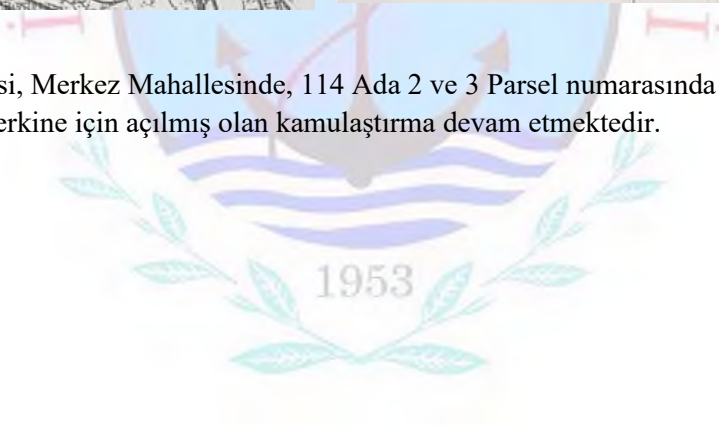 si, Merkez Mahallesinde, 114 Ada 2 ve 3 Parsel numarasında
erkine için açılmış olan kamulaştırma devam etmektedir.
1953